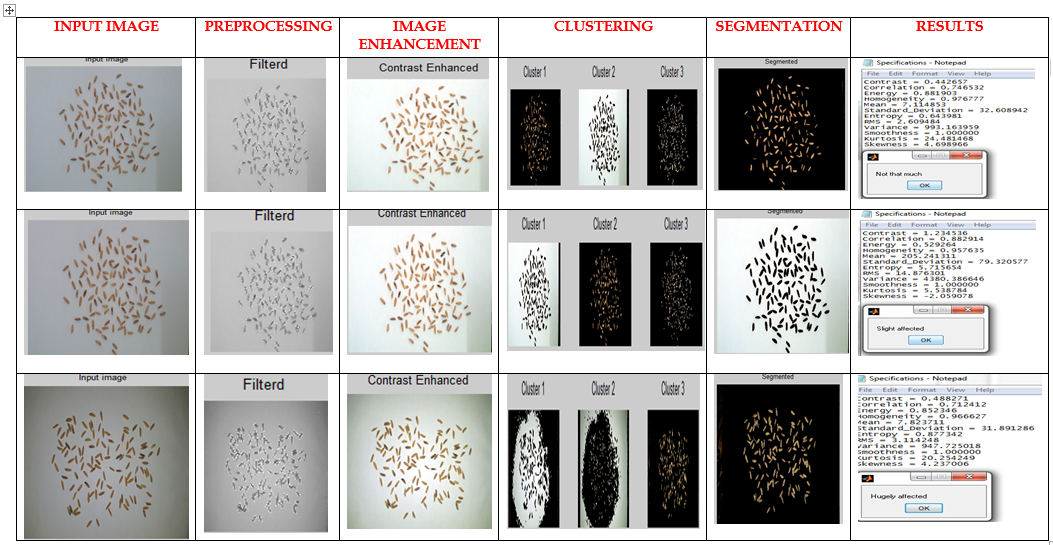 INPUT IMAGE
PREPROCESSING
IMAGE
ENHANCEMENT
CLUSTERING
SEGMENTATION
RESULTS
Input image
Filterd
Contrast Enhanced
Cluster 1
Cluster 2
Cluster 3
Segmented
Specifications - Notepad
File Edit Format View Help
Contrast = 0.442657
Correlation = 0.746532
Energy = 0.881903
Homogeneity = 0.976777
Mean = 7.114853
Standard_Deviation = 32.608942
Entropy = 0.643981
RMS = 2.609484
Variance = 993.163959
Smoothness = 1.000000
Kurtosis = 24.481468
Skewness = 4.698966
Not that much
OK
Input image
Filterd
Contrast Enhanced
Cluster 1
Cluster 2
Cluster 3
Segmented
Specifications - Notepad
File Edit Format View Help
Contrast = 1.234536
Correlation = 0.882914
Energy = 0.529264
Homogeneity = 0.957635
Mean = 205.241311
Standard_Deviation = 79.320577
Entropy = 5.715654
RMS = 14.876301
Variance = 4380.386646
Smoothness = 1.000000
Kurtosis = 5.538784
Skewness = -2.059078
Slight affected
OK
Input image
Filterd
Contrast Enhanced
Cluster 1
Cluster 2
Cluster 3
Segmented
Specifications - Notepad
File Edit Format View Help
Contrast = 0.488271
Correlation = 0.712412
Energy = 0.852346
Homogeneity = 0.966627
Mean = 7.823711
Standard_Deviation = 31.891286
Entropy = 0.877342
RMS = 3.114248
Variance = 947.725018
Smoothness = 1.000000
Kurtosis = 20.254249
Skewness = 4.237006
Hugely affected
OK